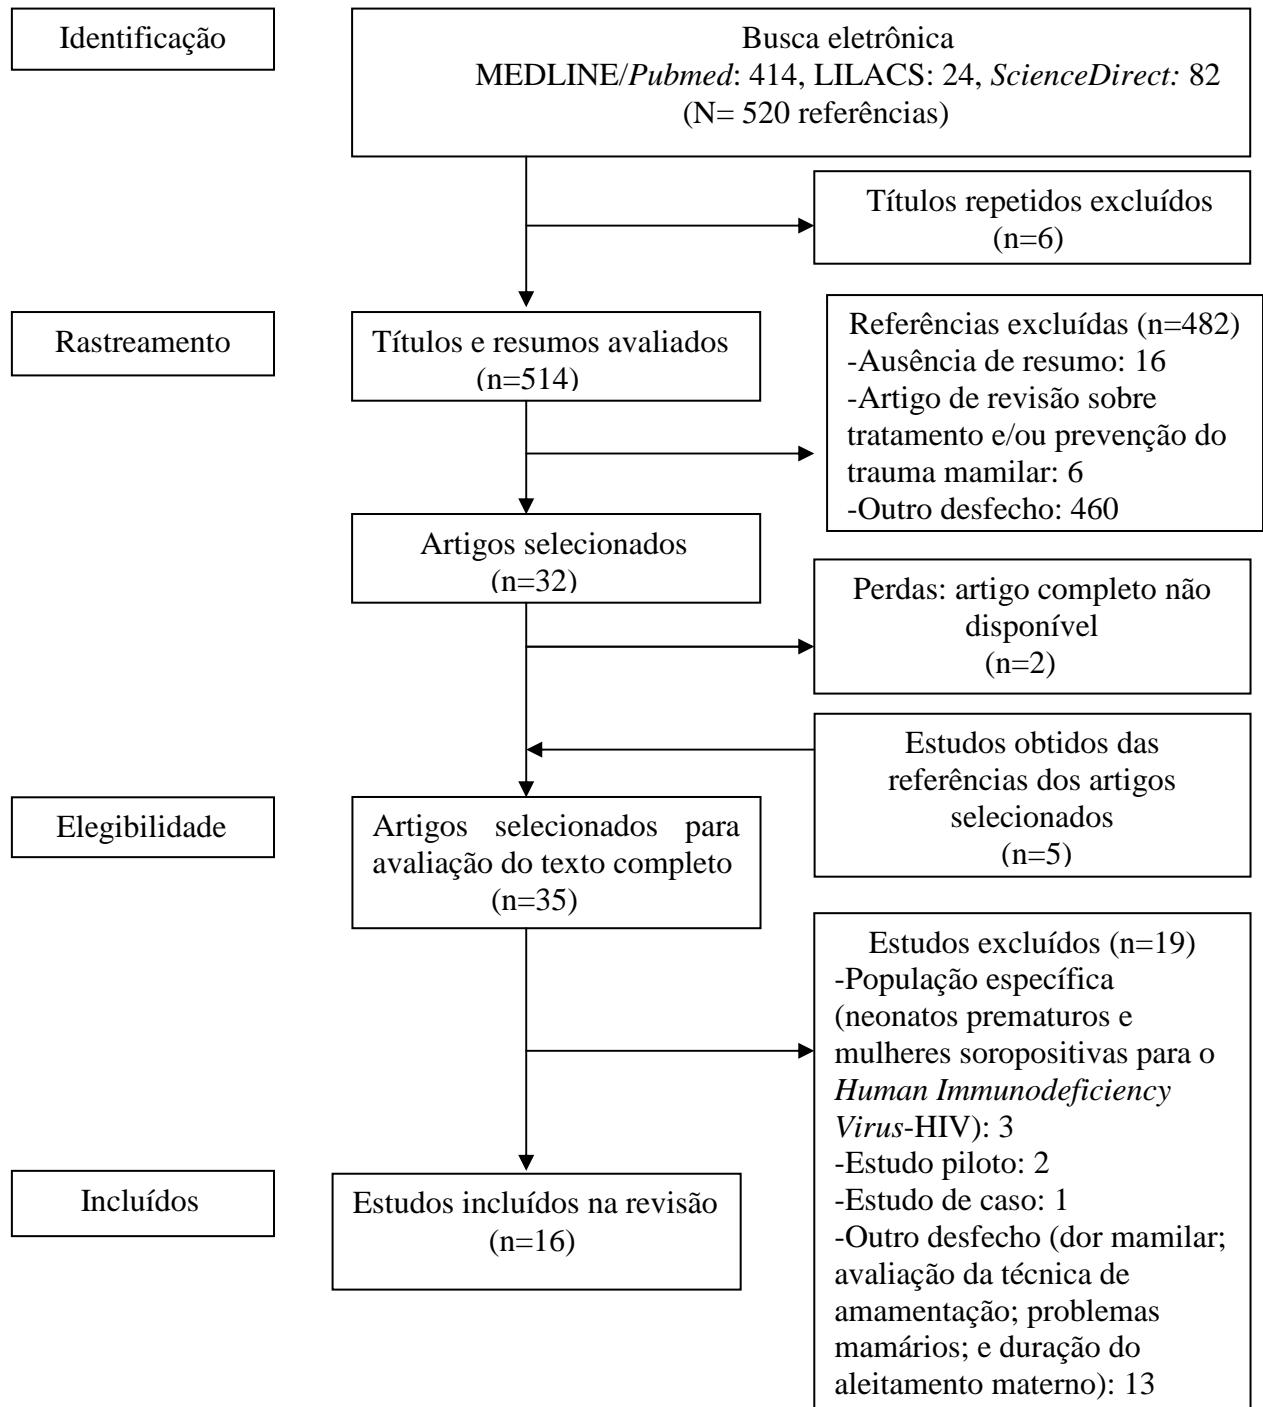 Identificação
Busca eletrônica
MEDLINE/Pubmed: 414, LILACS: 24, ScienceDirect: 82
(N= 520 referências)
Títulos repetidos excluídos
(n=6)
Rastreamento
Títulos e resumos avaliados
(n=514)
Referências excluídas (n=482)
-Ausência de resumo: 16
-Artigo de revisão sobre
tratamento e/ou prevenção do
trauma mamilar: 6
-Outro desfecho: 460
Artigos selecionados
(n=32)
Perdas: artigo completo não
disponível
(n=2)
Estudos obtidos das
referências dos artigos
selecionados
(n=5)
Elegibilidade
Artigos selecionados para
avaliação do texto completo
(n=35)
Estudos excluídos (n=19)
-População específica
(neonatos prematuros e
mulheres soropositivas para o
Human Immunodeficiency
Virus-HIV): 3
-Estudo piloto: 2
-Estudo de caso: 1
-Outro desfecho (dor mamilar;
avaliação da técnica de
amamentação; problemas
mamários; e duração do
aleitamento materno): 13
Incluídos
Estudos incluídos na revisão
(n=16)